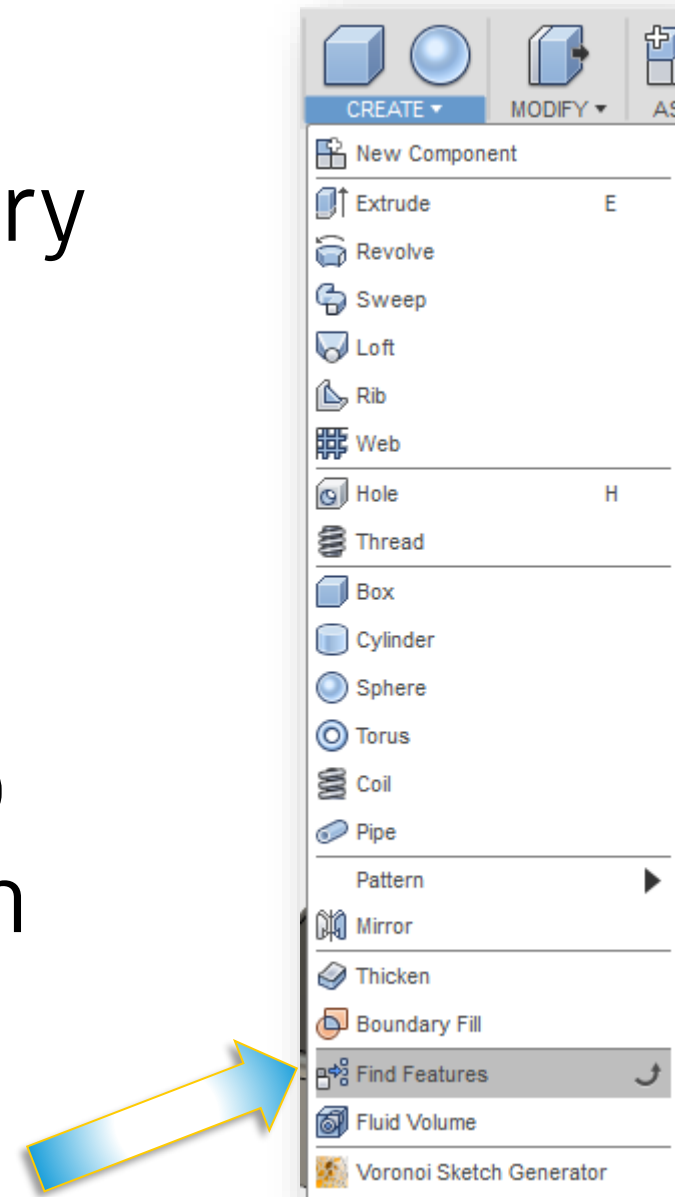 ry
n
CREATE ▾ MODIFY ▾ AS
New Component
Extrude E
Revolve
Sweep
Loft
Rib
Web
Hole H
Thread
Box
Cylinder
Sphere
Torus
Coil
Pipe
Pattern
Mirror
Thicken
Boundary Fill
Find Features
Fluid Volume
Voronoi Sketch Generator